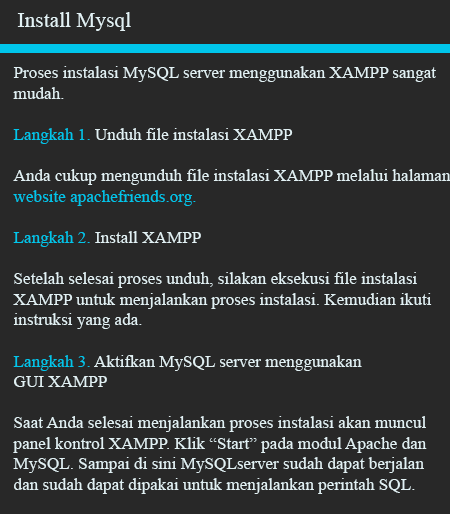 Install Mysql
Proses instalasi MySQL server menggunakan XAMPP sangat
mudah.
Langkah 1. Unduh file instalasi XAMPP
Anda cukup mengunduh file instalasi XAMPP melalui halaman
website apachefriends.org.
Langkah 2. Install XAMPP
Setelah selesai proses unduh, silakan eksekusi file instalasi
XAMPP untuk menjalankan proses instalasi. Kemudian ikuti
instruksi yang ada.
Langkah 3. Aktifkan MySQL server menggunakan
GUI XAMPP
Saat Anda selesai menjalankan proses instalasi akan muncul
panel kontrol XAMPP. Klik “Start” pada modul Apache dan
MySQL. Sampai di sini MySQLserver sudah dapat berjalan
dan sudah dapat dipakai untuk menjalankan perintah SQL.